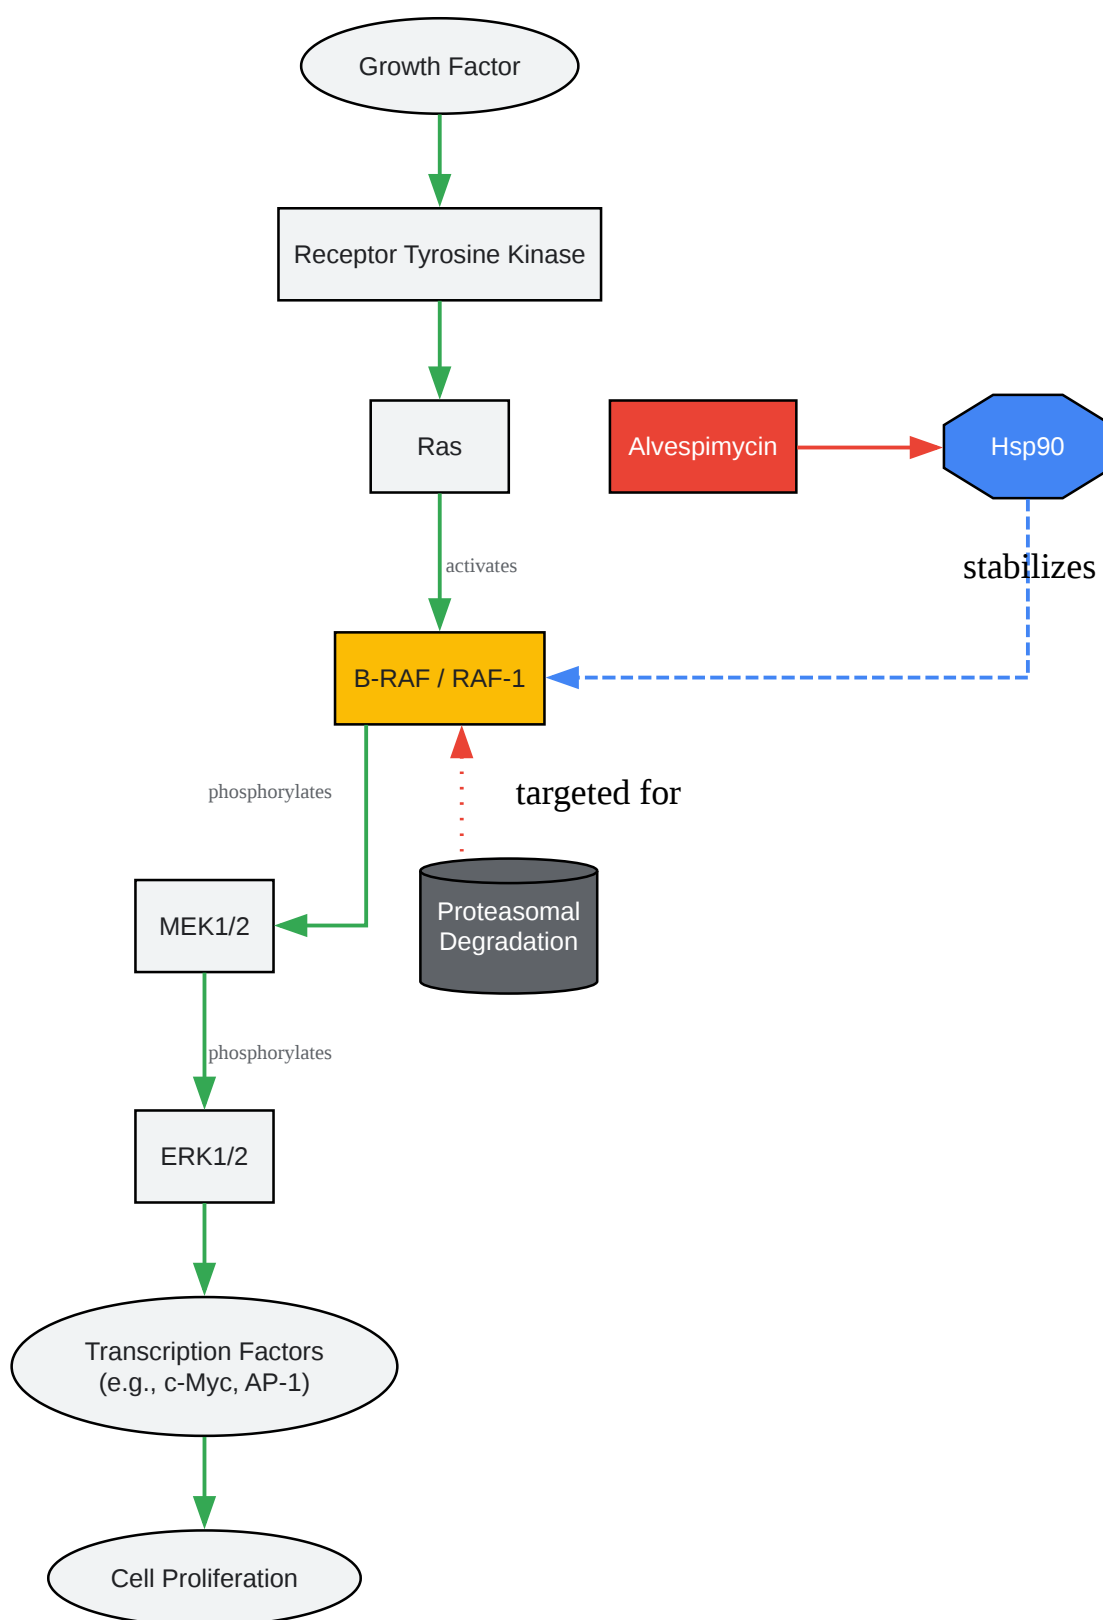 Growth Factor
Receptor Tyrosine Kinase
Ras
Alvespimycin
Hsp90
activates
stabilizes
B-RAF / RAF-1
phosphorylates
targeted for
Proteasomal
Degradation
MEK1/2
phosphorylates
ERK1/2
Transcription Factors
(e.g., c-Myc, AP-1)
Cell Proliferation